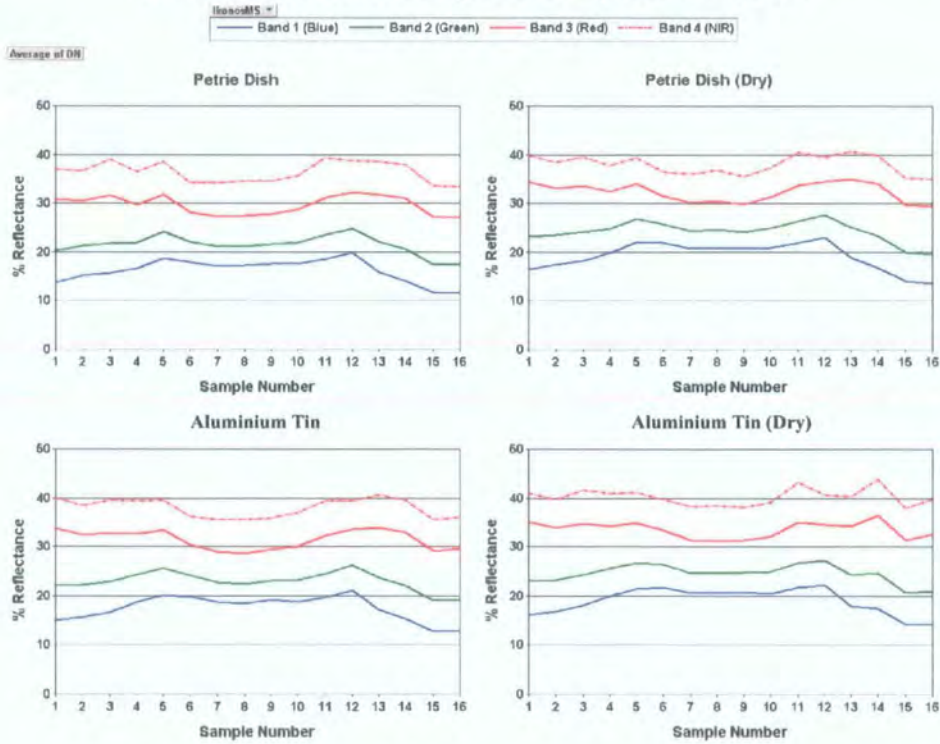 IkonosMS
Band 1 (Blue) Band 2 (Green) Band 3 (Red) Band 4 (NIR)
Average of DN
Petrie Dish
60
50
40
30
20
10
0
% Reflectance
1 2 3 4 5 6 7 8 9 10 11 12 13 14 15 16
Sample Number
Petrie Dish (Dry)
60
50
40
30
20
10
0
% Reflectance
1 2 3 4 5 6 7 8 9 10 11 12 13 14 15 16
Sample Number
Aluminium Tin
60
50
40
30
20
10
0
% Reflectance
1 2 3 4 5 6 7 8 9 10 11 12 13 14 15 16
Sample Number
Aluminium Tin (Dry)
60
50
40
30
20
10
0
% Reflectance
1 2 3 4 5 6 7 8 9 10 11 12 13 14 15 16
Sample Number